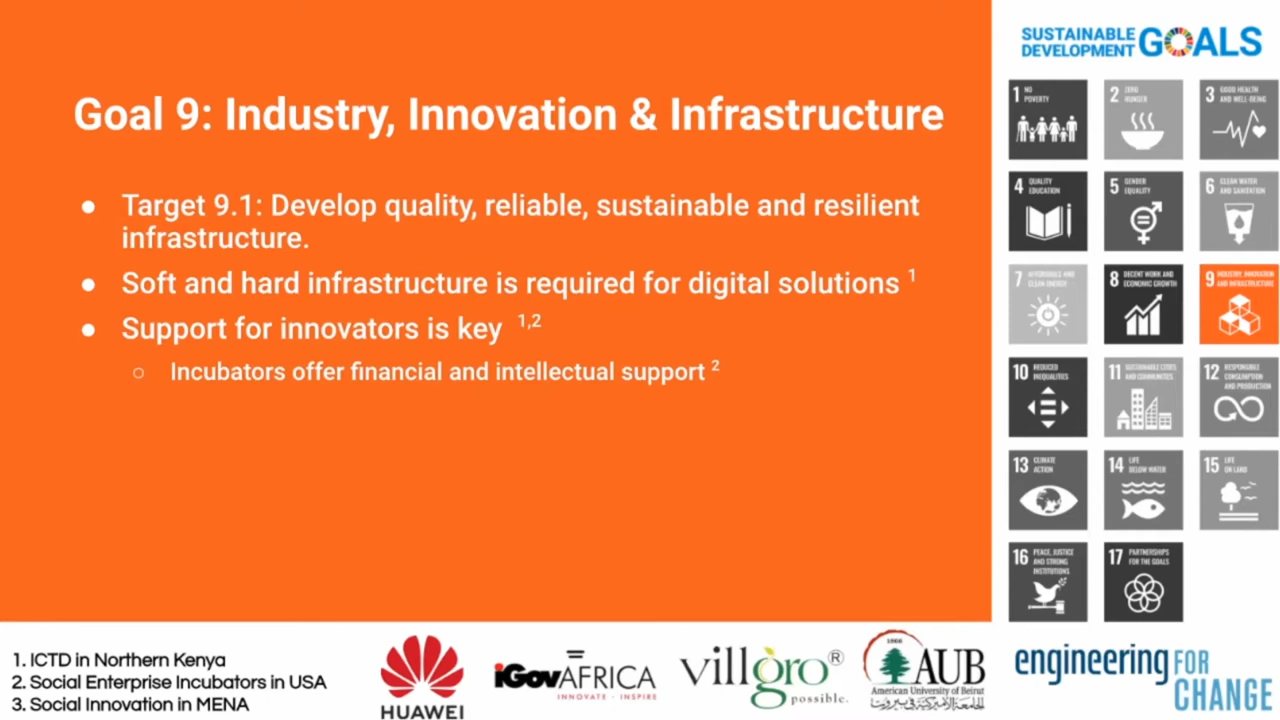 Goal 9: Industry, Innovation & Infrastructure
● Target 9.1: Develop quality, reliable, sustainable and resilient
infrastructure.
● Soft and hard infrastructure is required for digital solutions 1
● Support for innovators is key 1,2
○ Incubators offer financial and intellectual support 2
SUSTAINABLE
DEVELOPMENT GOALS
1 NO
POVERTY
2 ZERO
HUNGER
3 GOOD HEALTH
AND WELL-BEING
4 QUALITY
EDUCATION
5 GENDER
EQUALITY
6 CLEAN WATER
AND SANITATION
7 AFFORDABLE AND
CLEAN ENERGY
8 DECENT WORK AND
ECONOMIC GROWTH
9 INDUSTRY, INNOVATION
AND INFRASTRUCTURE
10 REDUCED
INEQUALITIES
11 SUSTAINABLE CITIES
AND COMMUNITIES
12 RESPONSIBLE
CONSUMPTION
AND PRODUCTION
13 CLIMATE
ACTION
14 LIFE
BELOW WATER
15 LIFE
ON LAND
16 PEACE, JUSTICE
AND STRONG
INSTITUTIONS
17 PARTNERSHIPS
FOR THE GOALS
1. ICTD in Northern Kenya
2. Social Enterprise Incubators in USA
3. Social Innovation in MENA
HUAWEI
iGovAFRICA
INNOVATE - INSPIRE
villgro®
possible.
1866
AUB
American University of Beirut
الجامعة الأميركية في بيروت
engineering FOR
CHANGE